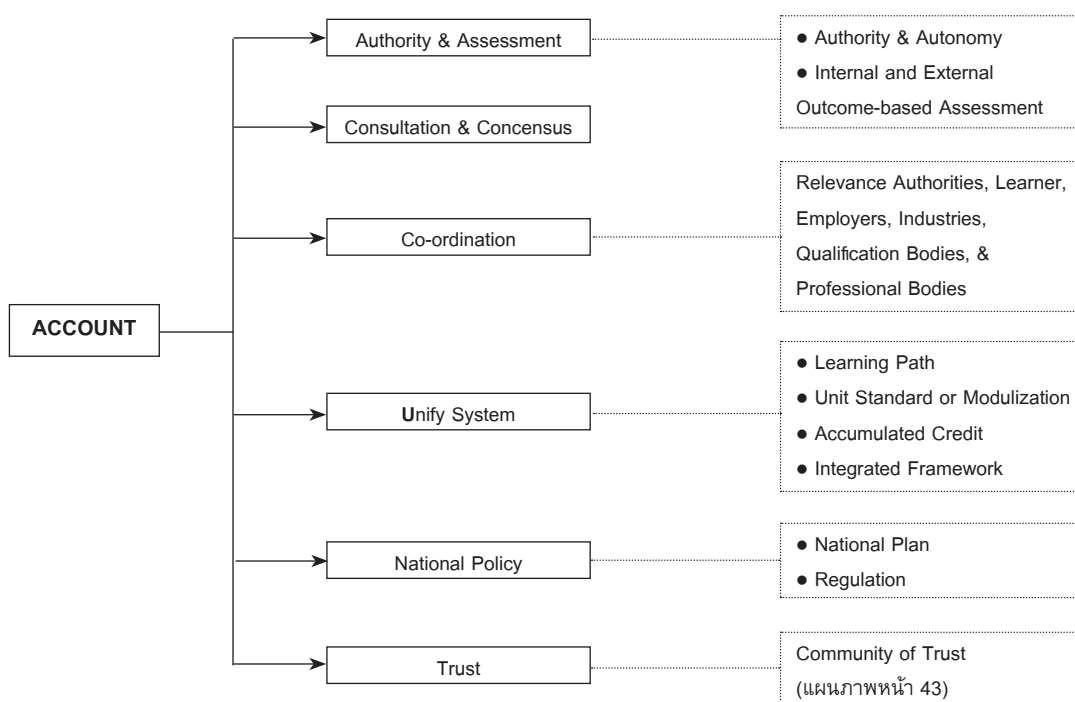 ACCOUNT
Authority & Assessment
● Authority & Autonomy
● Internal and External
Outcome-based Assessment
Consultation & Concensus
Co-ordination
Relevance Authorities, Learner,
Employers, Industries,
Qualification Bodies, &
Professional Bodies
Unify System
● Learning Path
● Unit Standard or Modulization
● Accumulated Credit
● Integrated Framework
National Policy
● National Plan
● Regulation
Trust
Community of Trust
(แผนภาพหน้า 43)